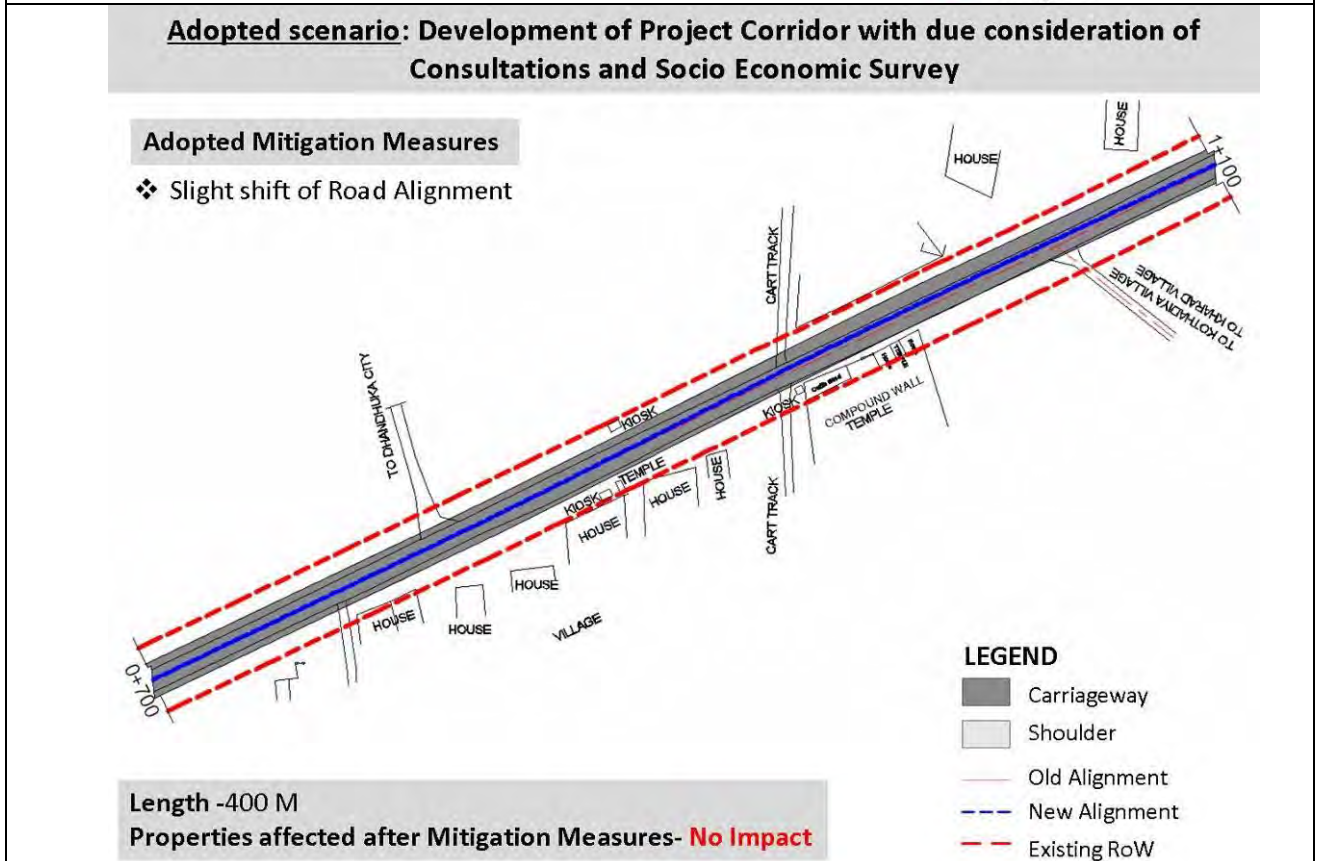 Adopted scenario: Development of Project Corridor with due consideration of
Consultations and Socio Economic Survey
Adopted Mitigation Measures
❖ Slight shift of Road Alignment
HOUSE
HOUSE
1+100
CART TRACK
TO KOTHADIYA VILLAGE
TO KHARAD VILLAGE
TO DHANDHUKA CITY
KIOSK
KIOSK
COMPOUND WALL
TEMPLE
TEMPLE
KIOSK
HOUSE
HOUSE
HOUSE
CART TRACK
HOUSE
HOUSE
HOUSE
VILLAGE
0+700
LEGEND
Carriageway
Shoulder
Old Alignment
New Alignment
Existing RoW
Length -400 M
Properties affected after Mitigation Measures- No Impact